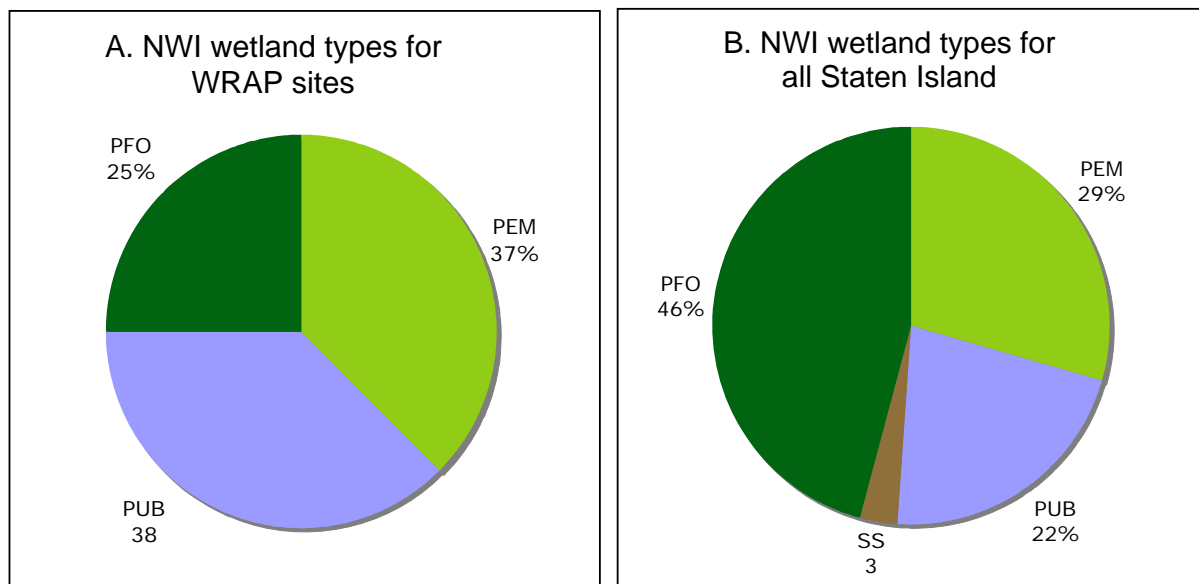 A. NWI wetland types for
WRAP sites
PFO
25%
PEM
37%
PUB
38
B. NWI wetland types for
all Staten Island
PEM
29%
PFO
46%
PUB
22%
SS
3